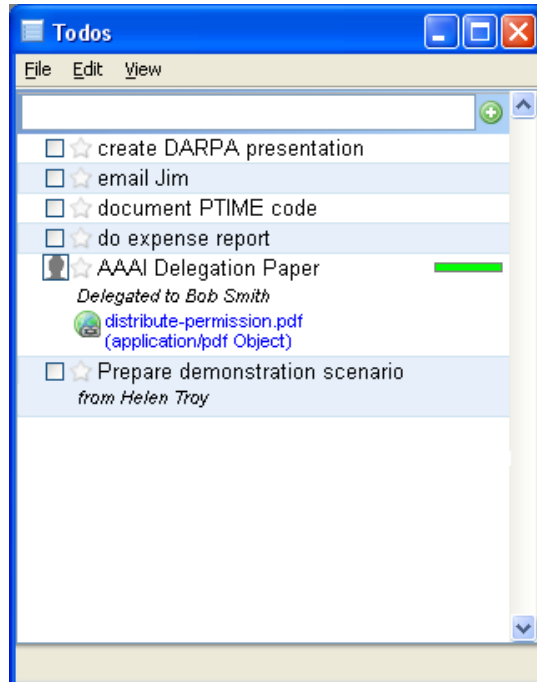 Todos
File Edit View
create DARPA presentation
email Jim
document PTIME code
do expense report
AAAI Delegation Paper
Delegated to Bob Smith
distribute-permission.pdf
(application/pdf Object)
Prepare demonstration scenario
from Helen Troy